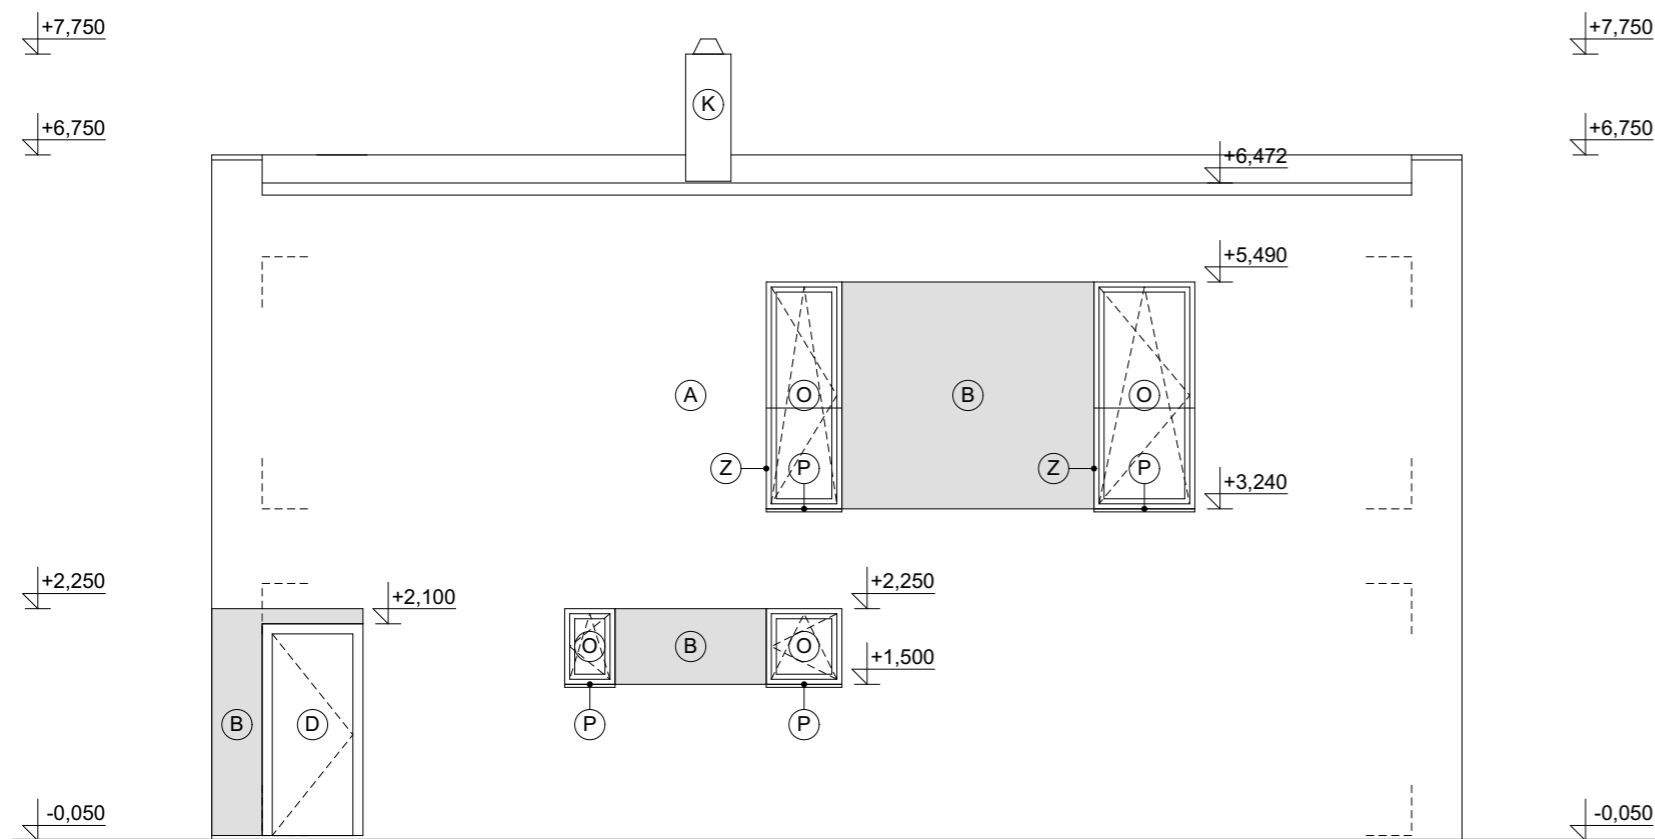 +7,750 +7,750
K
+6,750 +6,750
+6,472
+5,490
A O B O
Z P Z P
+3,240
+2,250 +2,250
+2,100
O B O
+1,500
B D P P
-0,050 -0,050